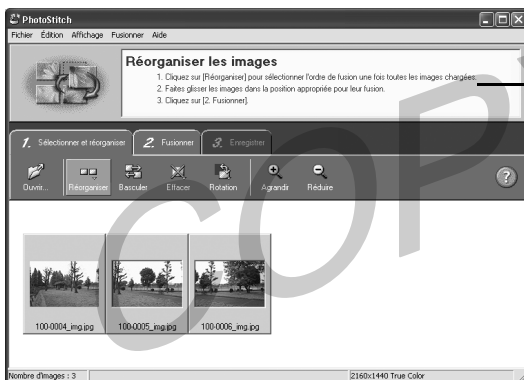 PhotoStitch
Fichier Édition Affichage Fusionner Aide
Réorganiser les images
1. Cliquez sur [Réorganiser] pour sélectionner l'ordre de fusion une fois toutes les images chargées.
2. Faites glisser les images dans la position appropriée pour leur fusion.
3. Cliquez sur [2. Fusionner].
1. Sélectionner et réorganiser 2. Fusionner 3. Enregistrer
Ouvrir... Réorganiser Basculer Effacer Rotation Agrandir Réduire ?
100-0004_img.jpg 100-0005_img.jpg 100-0006_img.jpg
Nombre d'images : 3 2160x1440 True Color
COP